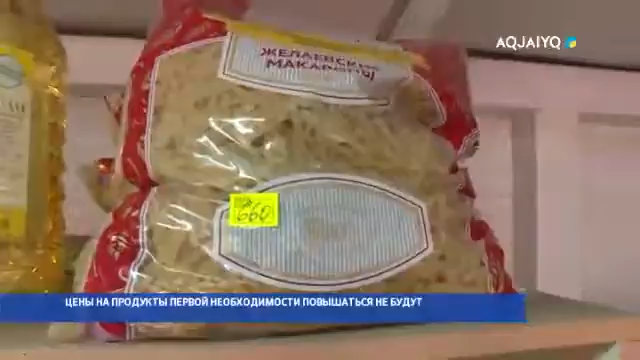 AQJAIYQ
ЖЕЛАЕВСКИЕ
МАКАРОНЫ
660
ЦЕНЫ НА ПРОДУКТЫ ПЕРВОЙ НЕОБХОДИМОСТИ ПОВЫШАТЬСЯ НЕ БУДУТ